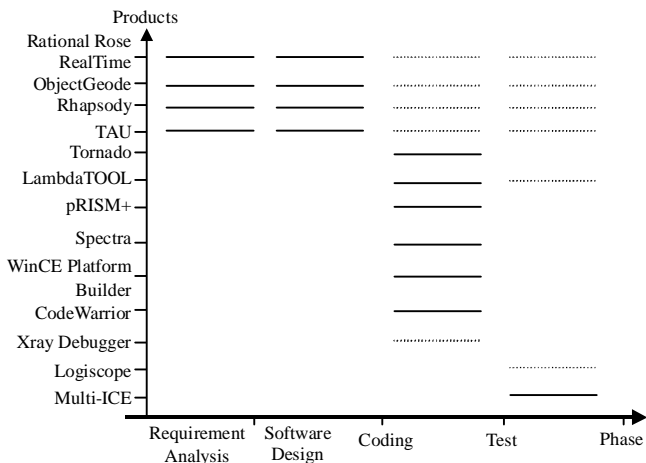 Products
Rational Rose
RealTime
ObjectGeode
Rhapsody
TAU
Tornado
LambdaTOOL
pRISM+
Spectra
WinCE Platform
Builder
CodeWarrior
Xray Debugger
Logiscope
Multi-ICE
Requirement
Analysis
Software
Design
Coding
Test
Phase